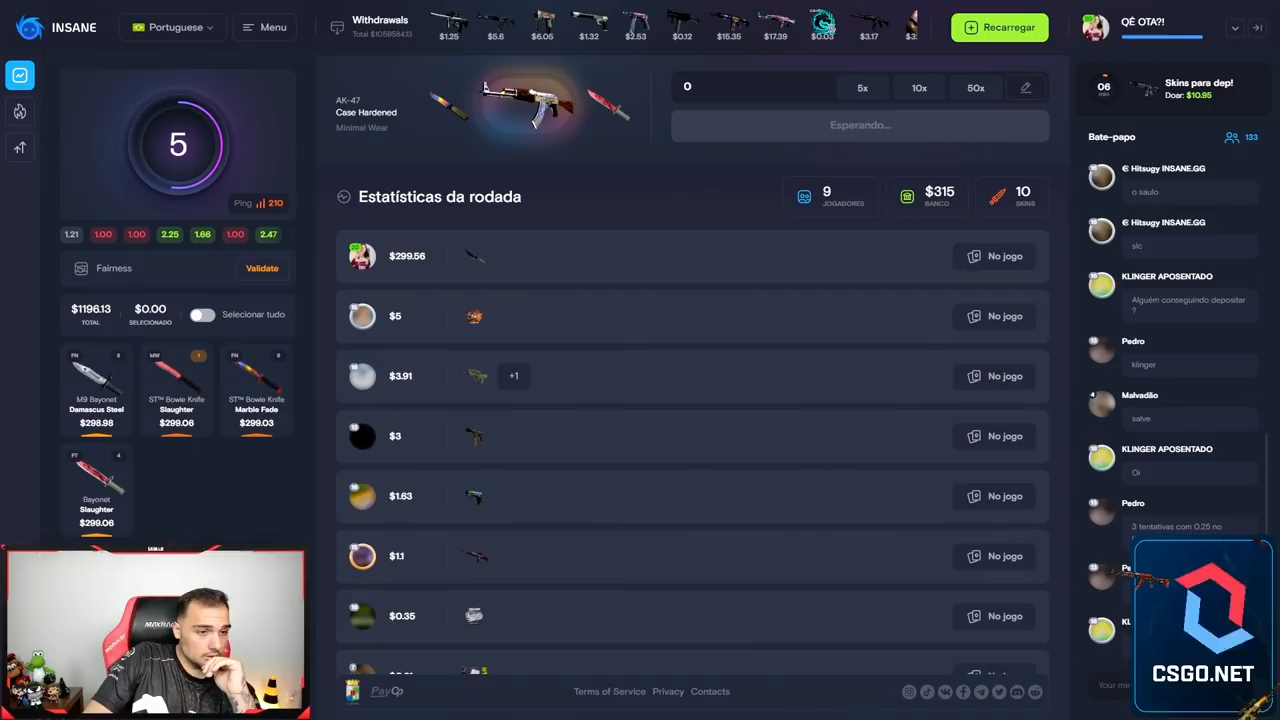 INSANE
Portuguese
Menu
Withdrawals
Total $1059584.13
$1.25
$5.6
$6.05
$1.32
$2.53
$0.12
$15.35
$17.39
$0.03
$3.17
Recarregar
QÉ OTA?!
5
Ping 210
1.21 1.00 1.00 2.25 1.66 1.00 2.47
Fairness
Validate
$1196.13
TOTAL
$0.00
SELECIONADO
Selecionar tudo
FN
M9 Bayonet
Damascus Steel
$298.98
MW 1
ST™ Bowie Knife
Slaughter
$299.06
FN
ST™ Bowie Knife
Marble Fade
$299.03
FT 4
Bayonet
Slaughter
$299.06
AK-47
Case Hardened
Minimal Wear
0
5x
10x
50x
Esperando...
Estatísticas da rodada
9
JOGADORES
$315
BANCO
10
SKINS
$299.56
No jogo
$5
No jogo
$3.91
+1
No jogo
$3
No jogo
$1.63
No jogo
$1.1
No jogo
$0.35
No jogo
PayOp
Terms of Service
Privacy
Contacts
06
min
Skins para dep!
Doar: $10.95
Bate-papo
133
Hitsugy INSANE.GG
o saulo
Hitsugy INSANE.GG
slc
KLINGER APOSENTADO
Alguém conseguindo depositar
?
Pedro
klinger
Malvadão
salve
KLINGER APOSENTADO
Oi
Pedro
3 tentativas com 0.25 no
CSGO.NET